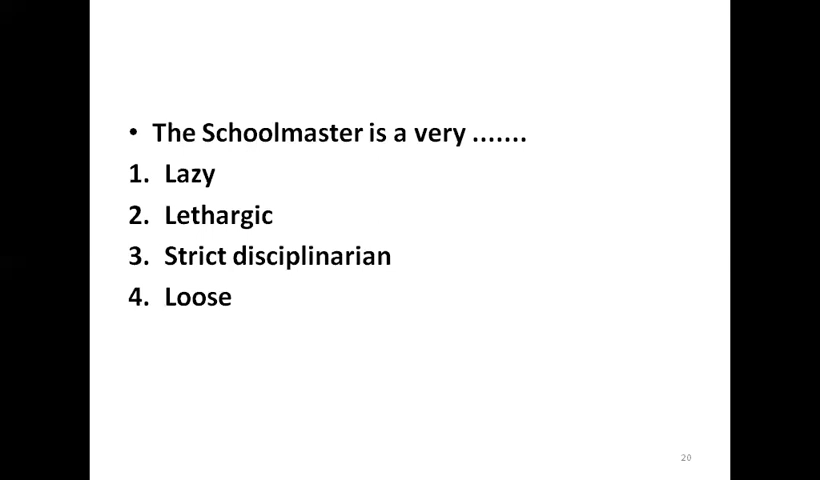 • The Schoolmaster is a very .......
1. Lazy
2. Lethargic
3. Strict disciplinarian
4. Loose
20